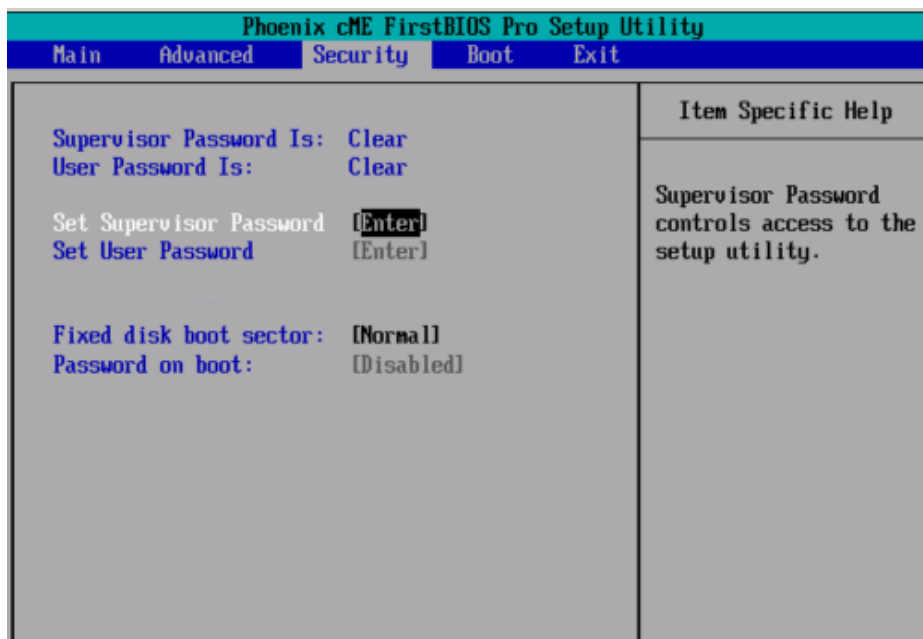 Phoenix cME FirstBIOS Pro Setup Utility
Main Advanced Security Boot Exit
Supervisor Password Is: Clear
User Password Is: Clear
Set Supervisor Password [Enter]
Set User Password [Enter]
Fixed disk boot sector: [Normal]
Password on boot: [Disabled]
Item Specific Help
Supervisor Password
controls access to the
setup utility.